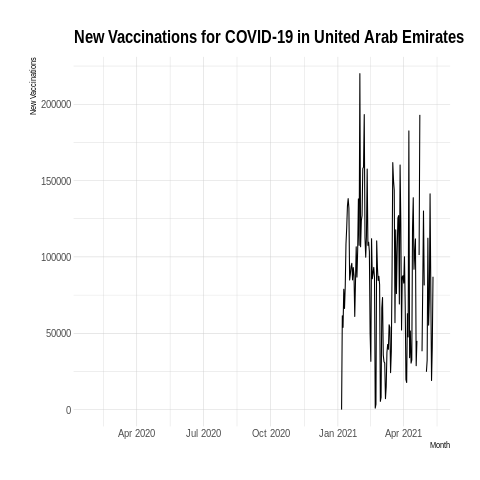 New Vaccinations for COVID-19 in United Arab Emirates
New Vaccinations
200000
150000
100000
50000
0
Apr 2020 Jul 2020 Oct 2020 Jan 2021 Apr 2021
Month